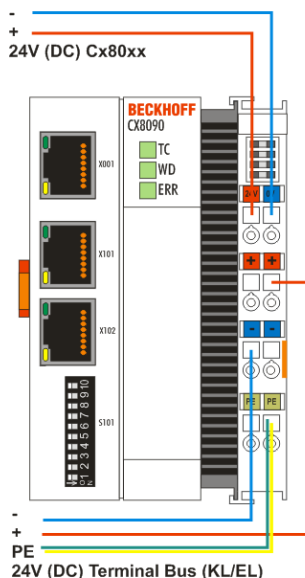 -
+
24V (DC) Cx80xx
BECKHOFF
CX8090
TC
WD
ERR
X001
X101
X102
S101
1 2 3 4 5 6 7 8 9 10
24V 0V
+ +
- -
PE PE
-
+
PE
24V (DC) Terminal Bus (KL/EL)